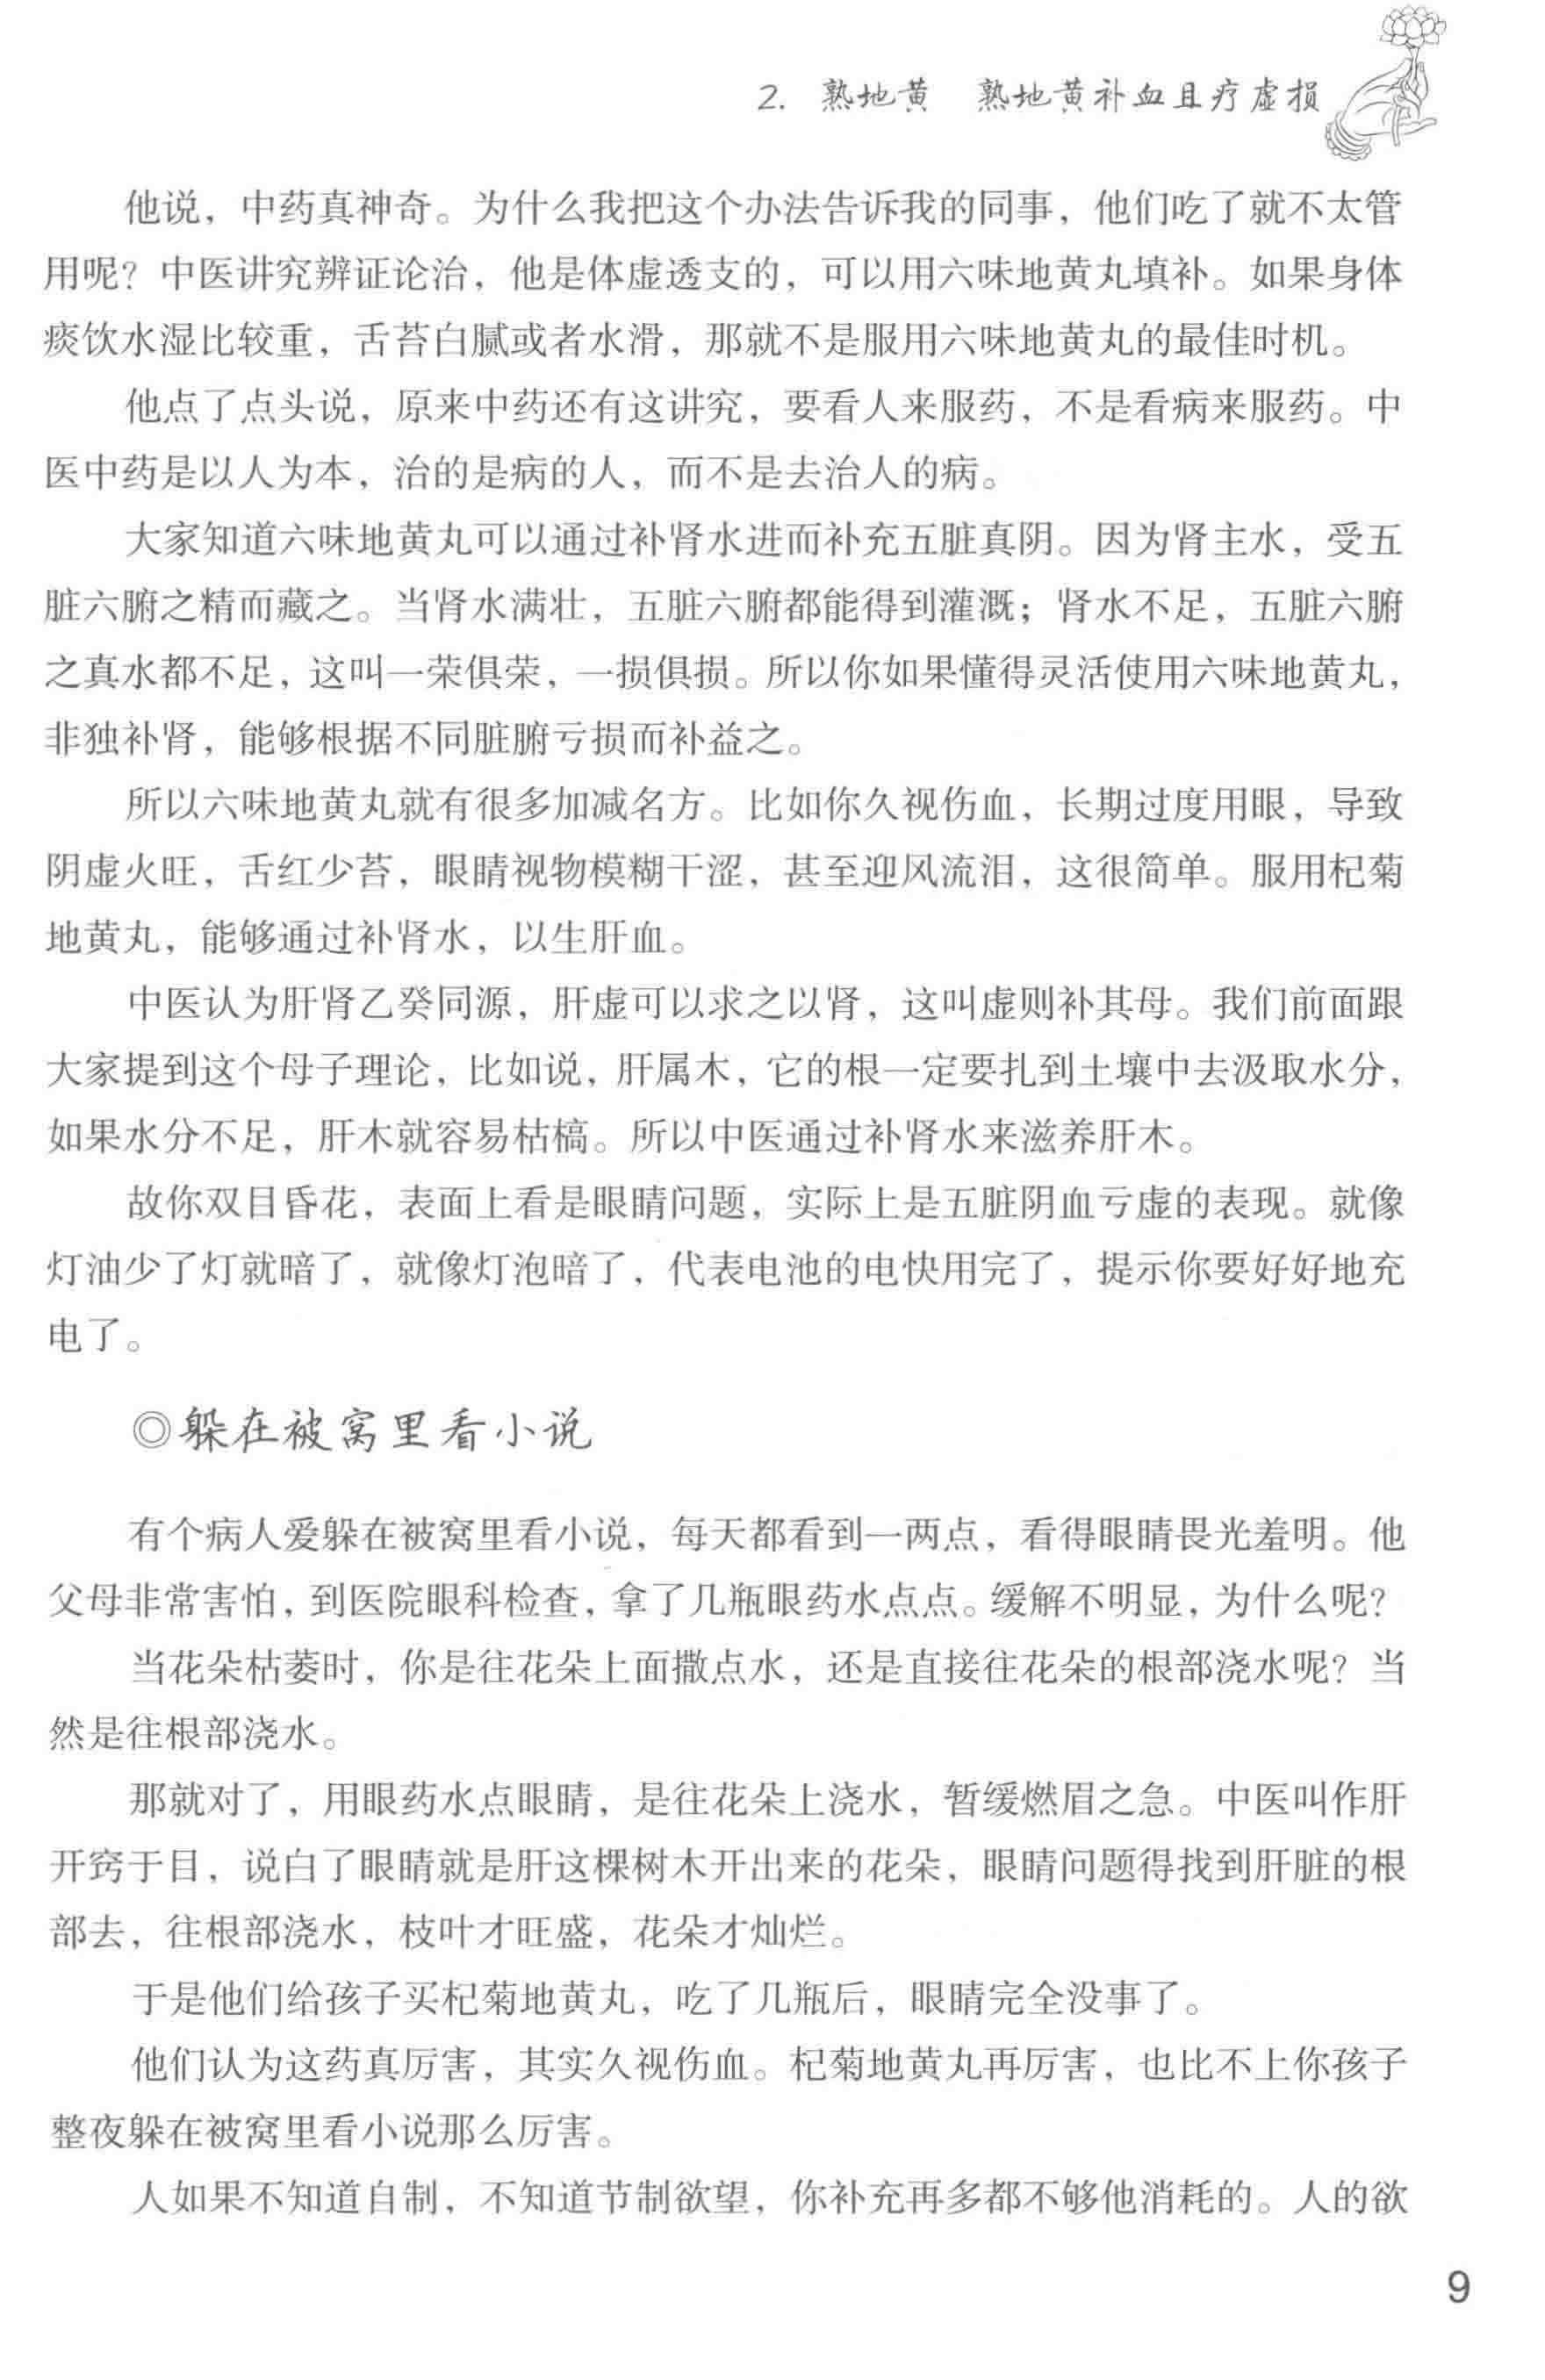 2. 熟地黄　熟地黄补血且疗虚损
他说，中药真神奇。为什么我把这个办法告诉我的同事，他们吃了就不太管
用呢？中医讲究辨证论治，他是体虚透支的，可以用六味地黄丸填补。如果身体
痰饮水湿比较重，舌苔白腻或者水滑，那就不是服用六味地黄丸的最佳时机。
他点了点头说，原来中药还有这讲究，要看人来服药，不是看病来服药。中
医中药是以人为本，治的是病的人，而不是去治人的病。
大家知道六味地黄丸可以通过补肾水进而补充五脏真阴。因为肾主水，受五
脏六腑之精而藏之。当肾水满壮，五脏六腑都能得到灌溉；肾水不足，五脏六腑
之真水都不足，这叫一荣俱荣，一损俱损。所以你如果懂得灵活使用六味地黄丸，
非独补肾，能够根据不同脏腑亏损而补益之。
所以六味地黄丸就有很多加减名方。比如你久视伤血，长期过度用眼，导致
阴虚火旺，舌红少苔，眼睛视物模糊干涩，甚至迎风流泪，这很简单。服用杞菊
地黄丸，能够通过补肾水，以生肝血。
中医认为肝肾乙癸同源，肝虚可以求之以肾，这叫虚则补其母。我们前面跟
大家提到这个母子理论，比如说，肝属木，它的根一定要扎到土壤中去汲取水分，
如果水分不足，肝木就容易枯槁。所以中医通过补肾水来滋养肝木。
故你双目昏花，表面上看是眼睛问题，实际上是五脏阴血亏虚的表现。就像
灯油少了灯就暗了，就像灯泡暗了，代表电池的电快用完了，提示你要好好地充
电了。
◎躲在被窝里看小说
有个病人爱躲在被窝里看小说，每天都看到一两点，看得眼睛畏光羞明。他
父母非常害怕，到医院眼科检查，拿了几瓶眼药水点点。缓解不明显，为什么呢？
当花朵枯萎时，你是往花朵上面撒点水，还是直接往花朵的根部浇水呢？当
然是往根部浇水。
那就对了，用眼药水点眼睛，是往花朵上浇水，暂缓燃眉之急。中医叫作肝
开窍于目，说白了眼睛就是肝这棵树木开出来的花朵，眼睛问题得找到肝脏的根
部去，往根部浇水，枝叶才旺盛，花朵才灿烂。
于是他们给孩子买杞菊地黄丸，吃了几瓶后，眼睛完全没事了。
他们认为这药真厉害，其实久视伤血。杞菊地黄丸再厉害，也比不上你孩子
整夜躲在被窝里看小说那么厉害。
人如果不知道自制，不知道节制欲望，你补充再多都不够他消耗的。人的欲
9